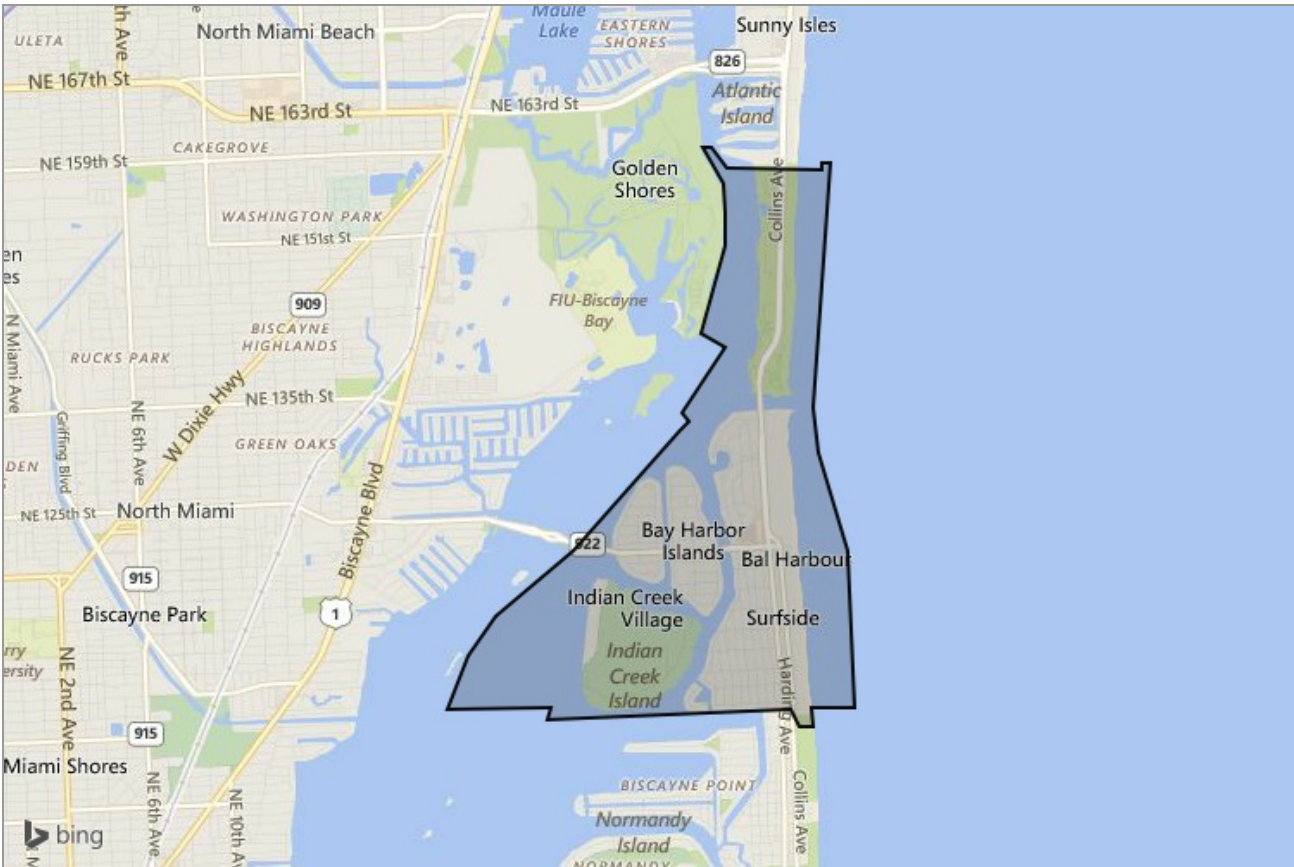 Maule
Lake
EASTERN
SHORES
Sunny Isles
North Miami Beach
ULETA
826
NE 167th St
NE 163rd St
NE 163rd St
Atlantic
Island
CAKEGROVE
NE 159th St
Golden
Shores
Collins Ave
WASHINGTON PARK
NE 151st St
909
FIU-Biscayne
Bay
BISCAYNE
HIGHLANDS
N Miami Ave
RUCKS PARK
W Dixie Hwy
NE 135th St
NE 6th Ave
Griffing Blvd
GREEN OAKS
Biscayne Blvd
NE 125th St
North Miami
922
Bay Harbor
Islands
Bal Harbour
915
Biscayne Park
1
Indian Creek
Village
Surfside
Indian
Creek
Island
NE 2nd Ave
Harding Ave
915
Miami Shores
NE 6th Ave
NE 10th Av
BISCAYNE POINT
Collins Ave
Normandy
Island
NORMANDY
bing